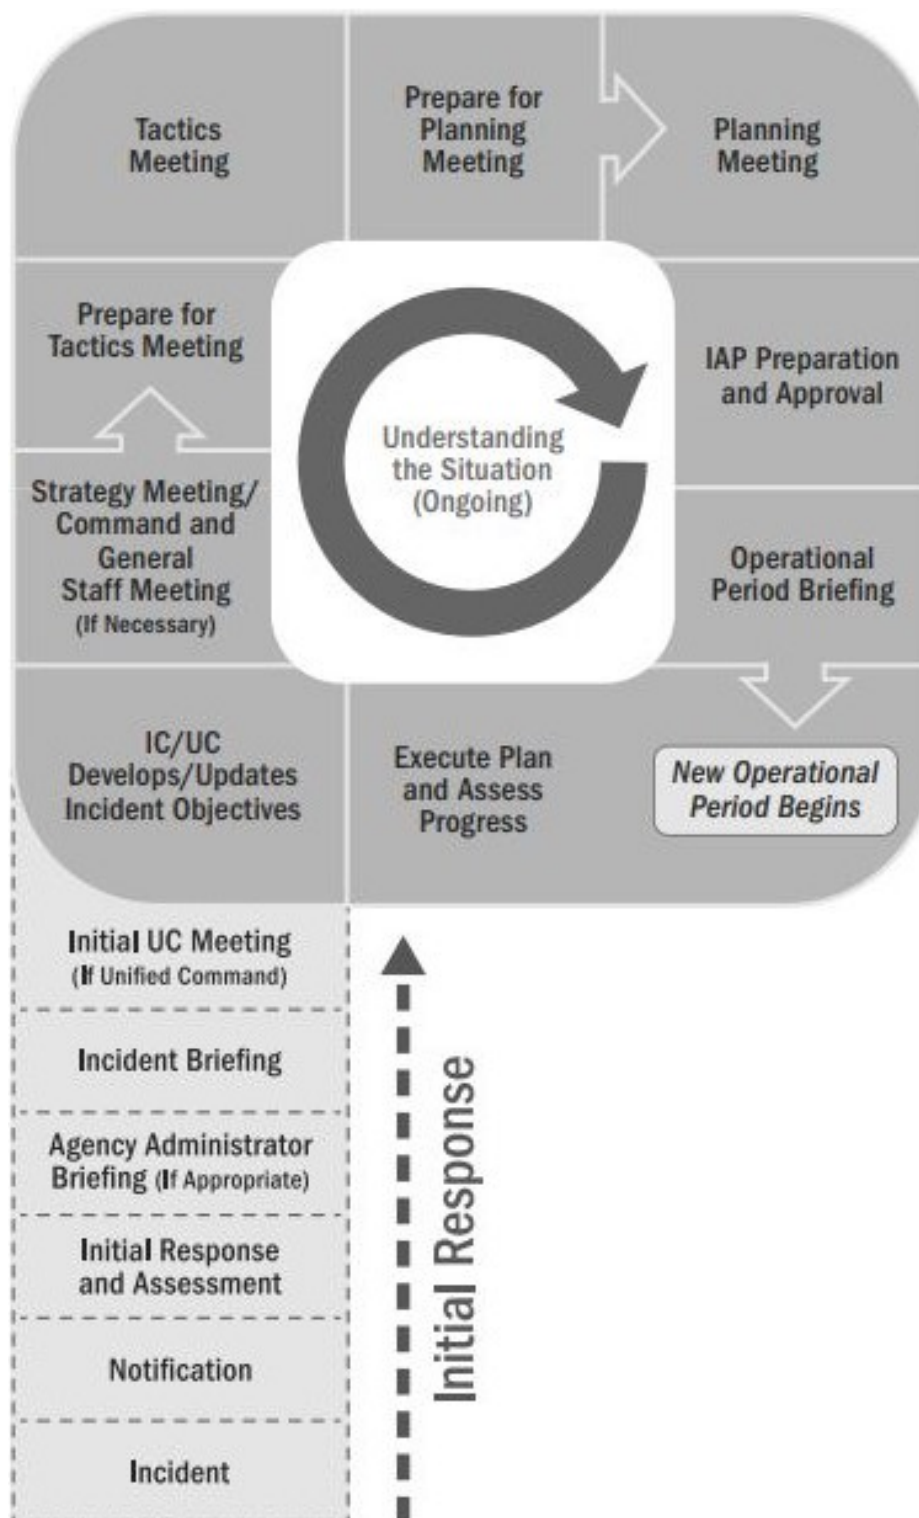 Tactics
Meeting
Prepare for
Planning
Meeting
Planning
Meeting
Prepare for
Tactics Meeting
Understanding
the Situation
(Ongoing)
IAP Preparation
and Approval
Strategy Meeting/
Command and
General
Staff Meeting
(If Necessary)
Operational
Period Briefing
IC/UC
Develops/Updates
Incident Objectives
Execute Plan
and Assess
Progress
New Operational
Period Begins
Initial UC Meeting
(If Unified Command)
Incident Briefing
Agency Administrator
Briefing (If Appropriate)
Initial Response
and Assessment
Notification
Incident
Initial Response